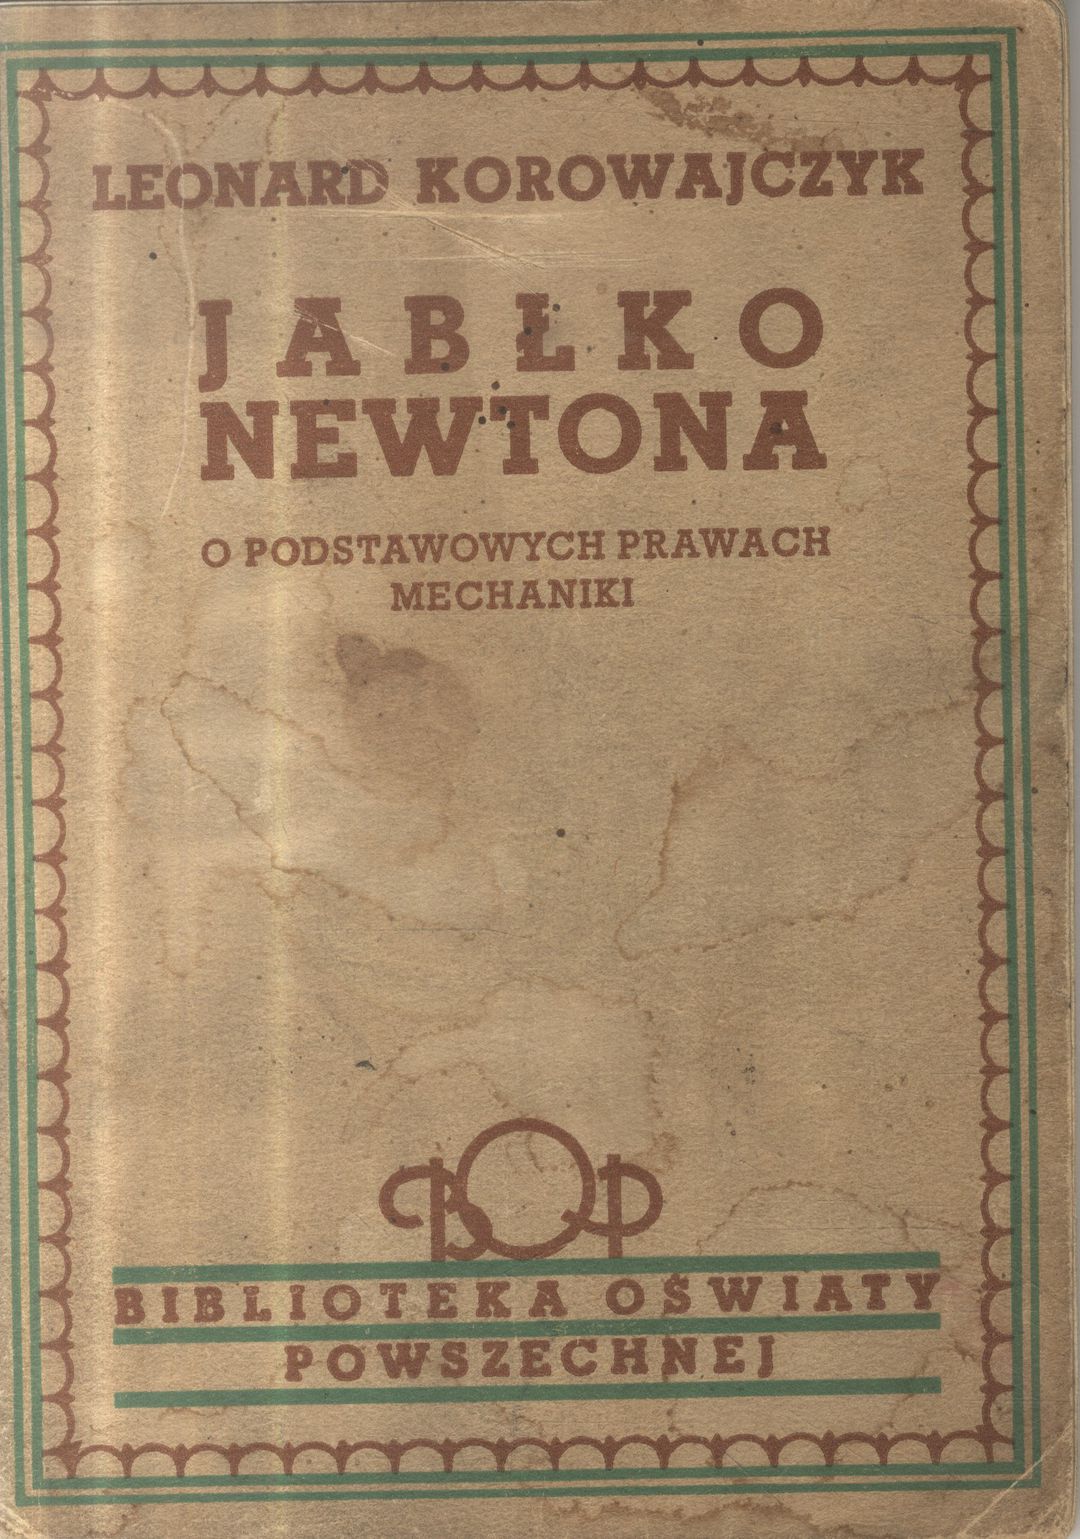 LEONARD KOROWAJCZYK
JABŁKO
NEWTONA
O PODSTAWOWYCH PRAWACH
MECHANIKI
BOP
BIBLIOTEKA OŚWIATY
POWSZECHNEJ